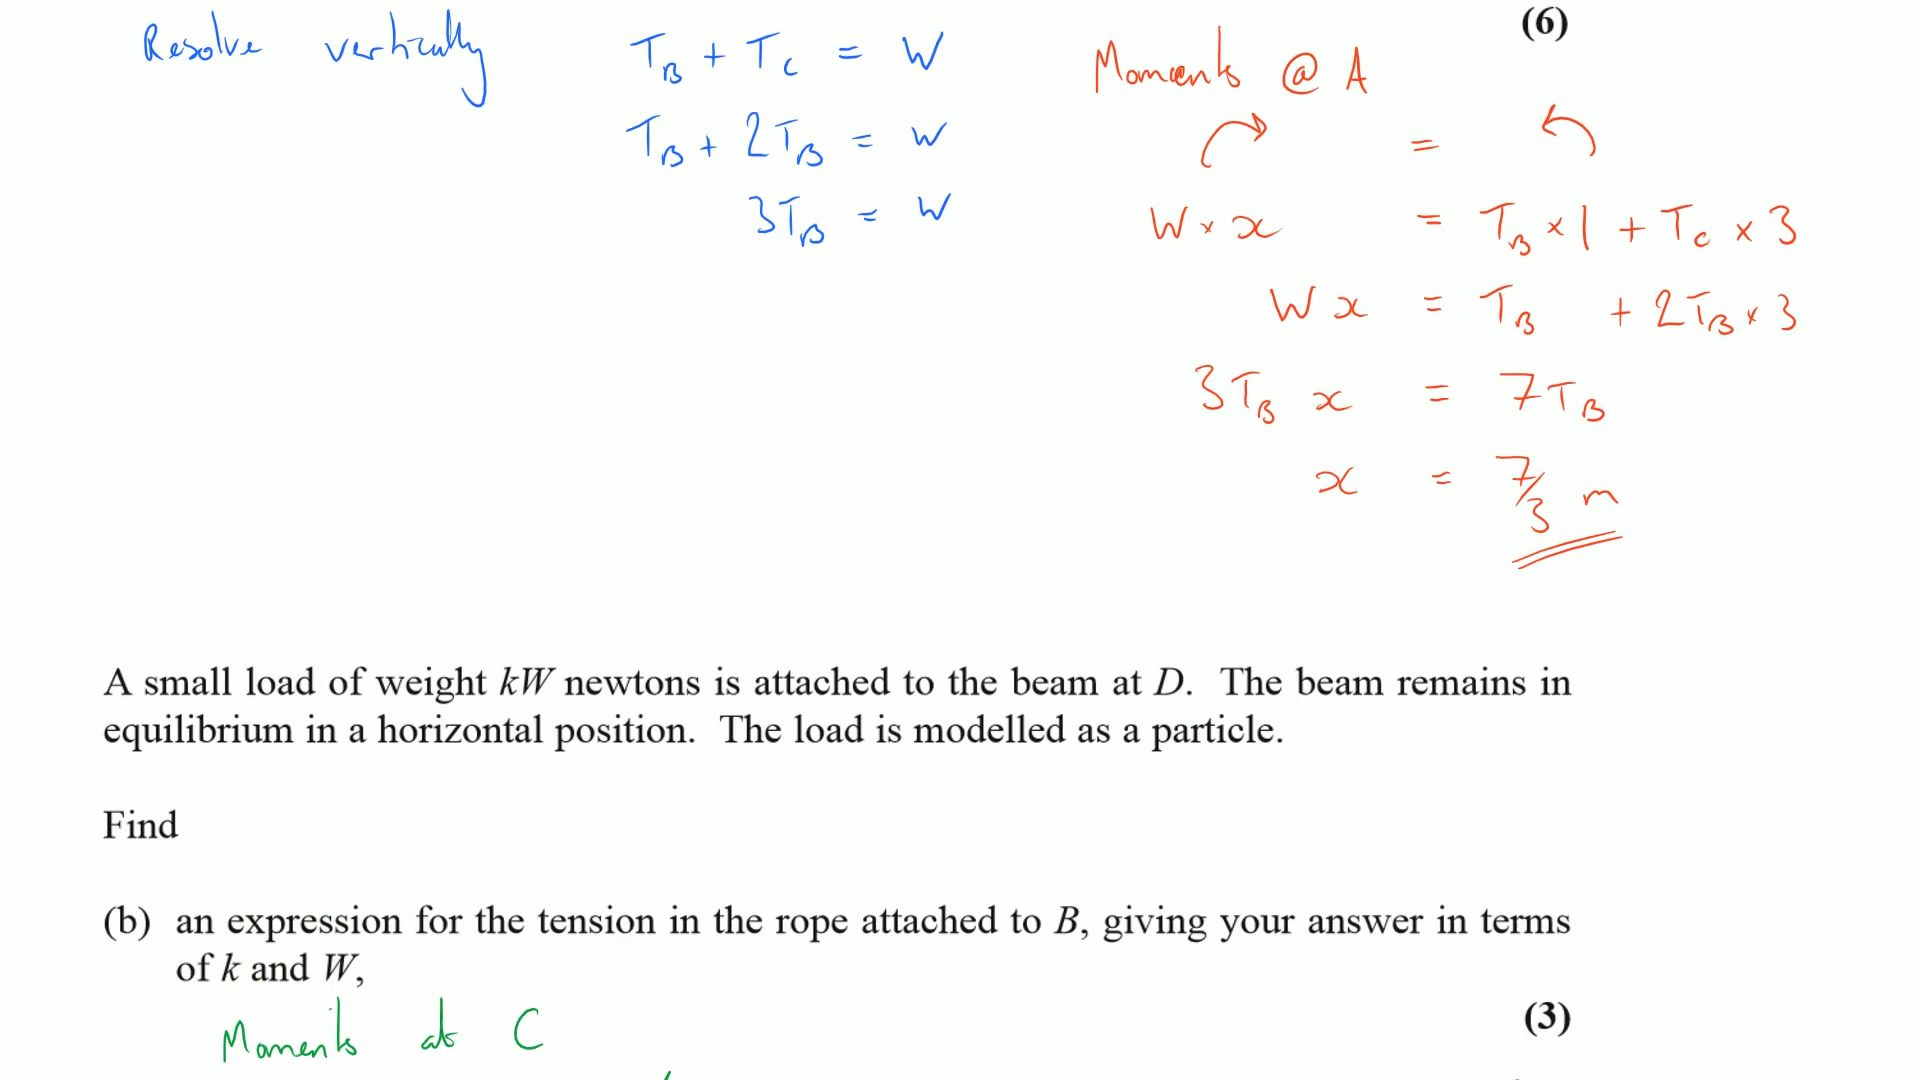 (6)
Resolve vertically
T_B + T_C = W
T_B + 2T_B = W
3T_B = W
Moments @ A
=
W × x = T_B × 1 + T_C × 3
W x = T_B + 2T_B × 3
3T_B x = 7T_B
x = 7/3 m
A small load of weight kW newtons is attached to the beam at D. The beam remains in
equilibrium in a horizontal position. The load is modelled as a particle.
Find
(b) an expression for the tension in the rope attached to B, giving your answer in terms
of k and W,
(3)
Moments at C